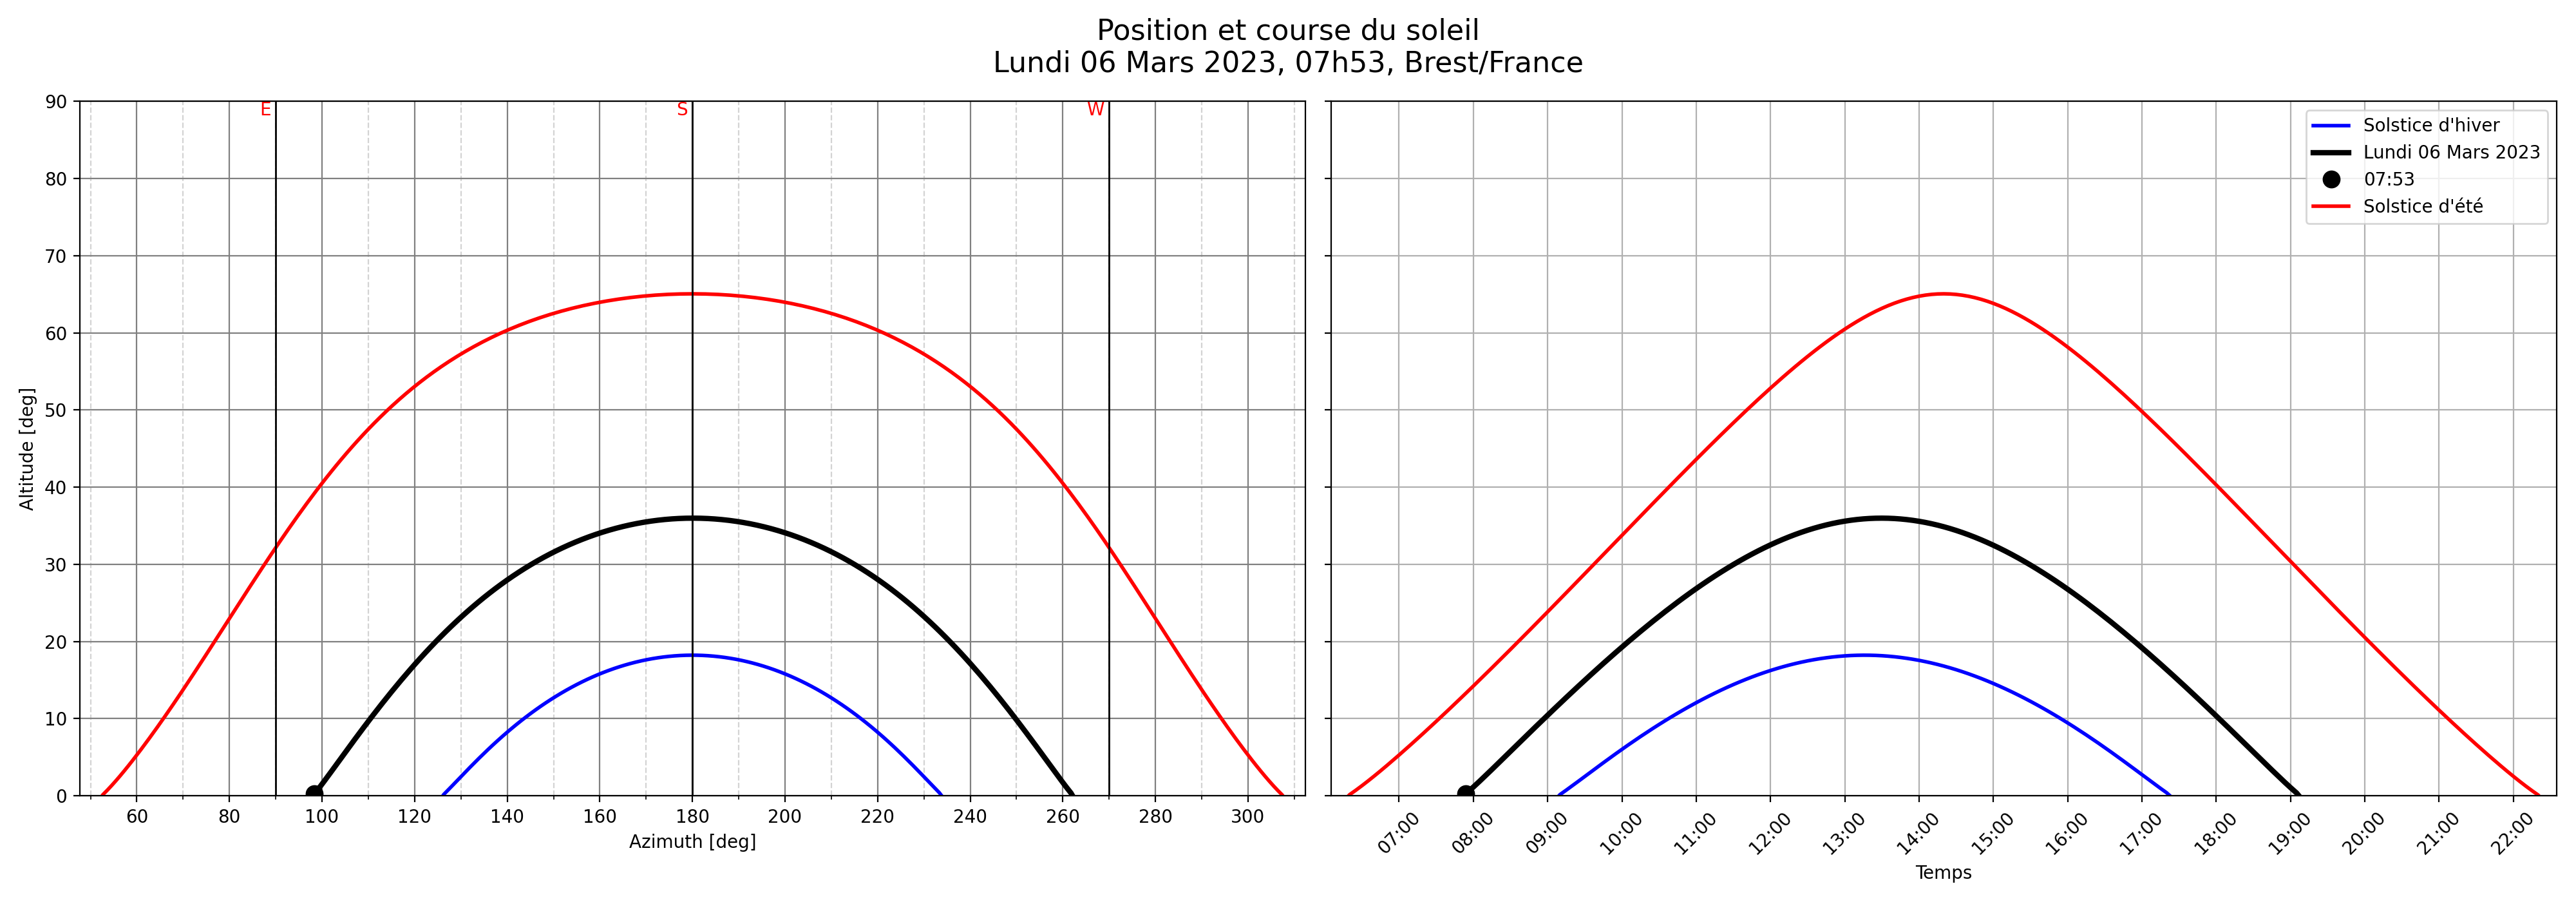 Position et course du soleil
Lundi 06 Mars 2023, 07h53, Brest/France
E
S
W
90
80
70
60
50
40
30
20
10
0
Altitude [deg]
60 80 100 120 140 160 180 200 220 240 260 280 300
Azimuth [deg]
Solstice d'hiver
Lundi 06 Mars 2023
07:53
Solstice d'été
07:00 08:00 09:00 10:00 11:00 12:00 13:00 14:00 15:00 16:00 17:00 18:00 19:00 20:00 21:00 22:00
Temps